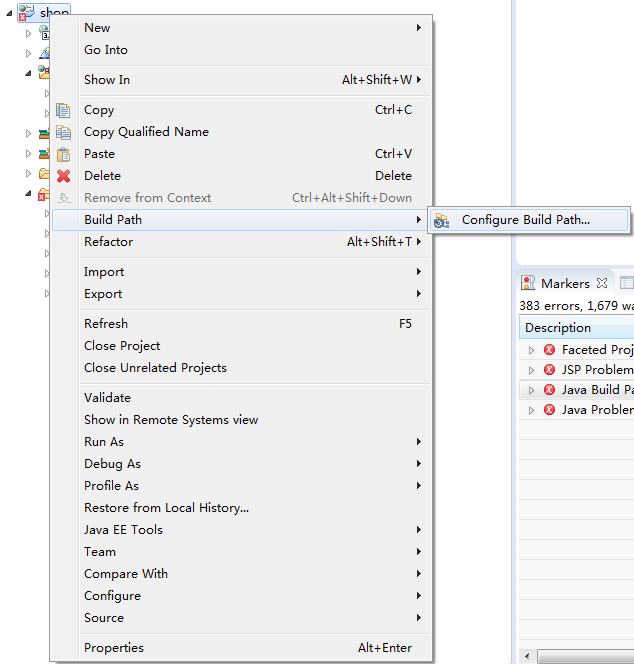 shop
New
Go Into
Show In Alt+Shift+W
Copy Ctrl+C
Copy Qualified Name
Paste Ctrl+V
Delete Delete
Remove from Context Ctrl+Alt+Shift+Down
Build Path
Configure Build Path...
Refactor Alt+Shift+T
Import
Export
Refresh F5
Close Project
Close Unrelated Projects
Validate
Show in Remote Systems view
Run As
Debug As
Profile As
Restore from Local History...
Java EE Tools
Team
Compare With
Configure
Source
Properties Alt+Enter
Markers
383 errors, 1,679 wa
Description
Faceted Proj
JSP Problem
Java Build Pa
Java Problem